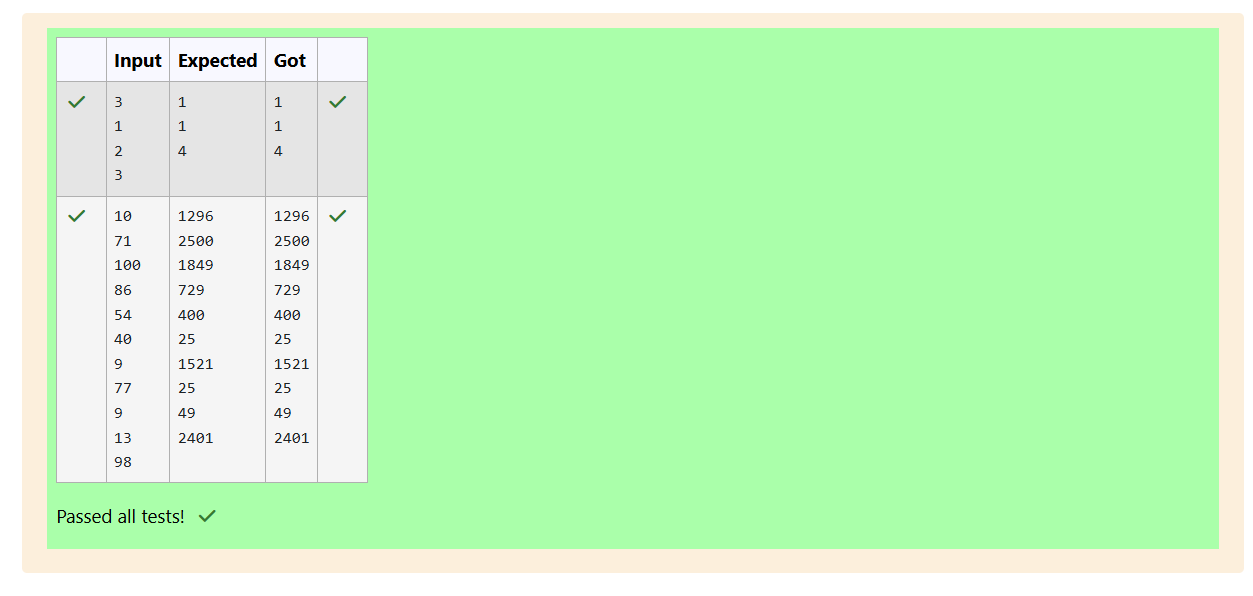 Input Expected Got
3 1 1
1 1 1
2 4 4
3
10 1296 1296
71 2500 2500
100 1849 1849
86 729 729
54 400 400
40 25 25
9 1521 1521
77 25 25
9 49 49
13 2401 2401
98
Passed all tests!